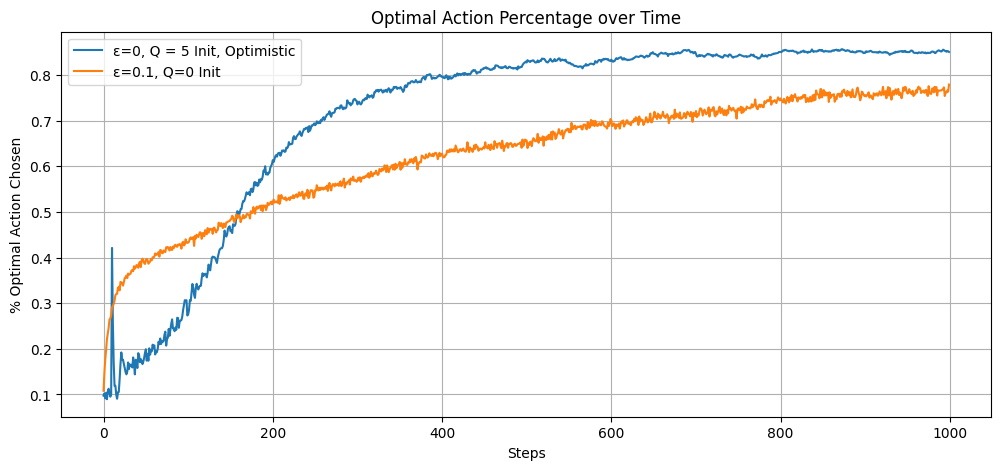 Optimal Action Percentage over Time
ε=0, Q = 5 Init, Optimistic
ε=0.1, Q=0 Init
% Optimal Action Chosen
0.8
0.7
0.6
0.5
0.4
0.3
0.2
0.1
0 200 400 600 800 1000
Steps